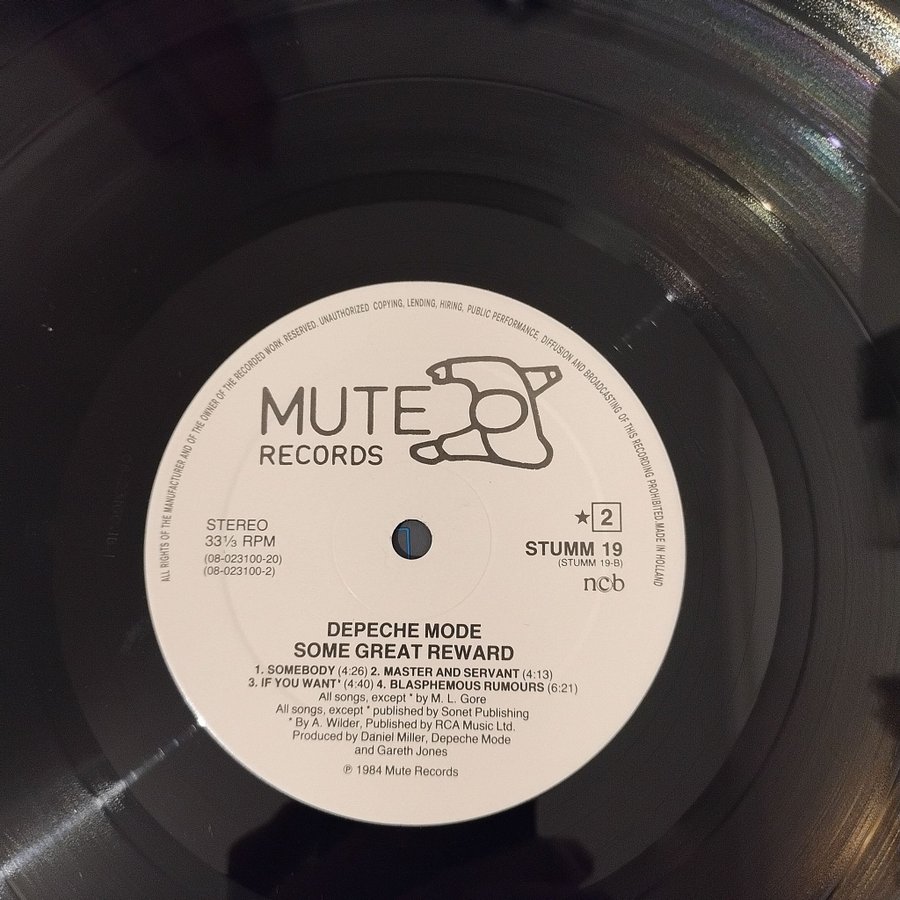 ALL RIGHTS OF THE MANUFACTURER AND OF THE OWNER OF THE RECORDED WORK RESERVED. UNAUTHORIZED COPYING, LENDING, HIRING, PUBLIC PERFORMANCE, DIFFUSION AND BROADCASTING OF THIS RECORDING PROHIBITED. MADE IN HOLLAND
MUTE
RECORDS
STEREO
33⅓ RPM
(08-023100-20)
(08-023100-2)
★ 2
STUMM 19
(STUMM 19-B)
ncb
DEPECHE MODE
SOME GREAT REWARD
1. SOMEBODY (4:26) 2. MASTER AND SERVANT (4:13)
3. IF YOU WANT* (4:40) 4. BLASPHEMOUS RUMOURS (6:21)
All songs, except * by M. L. Gore
All songs, except * published by Sonet Publishing
* By A. Wilder, Published by RCA Music Ltd.
Produced by Daniel Miller, Depeche Mode
and Gareth Jones
℗ 1984 Mute Records